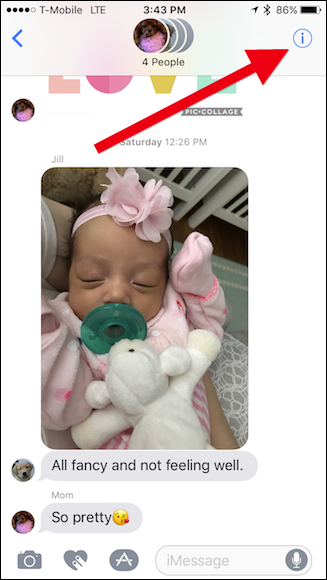 T-Mobile 3:43 PM 86%
4 People
LOVE
PIC•COLLAGE
Saturday 12:26 PM
Jill
All fancy and not feeling well.
Mom
So pretty😘
iMessage